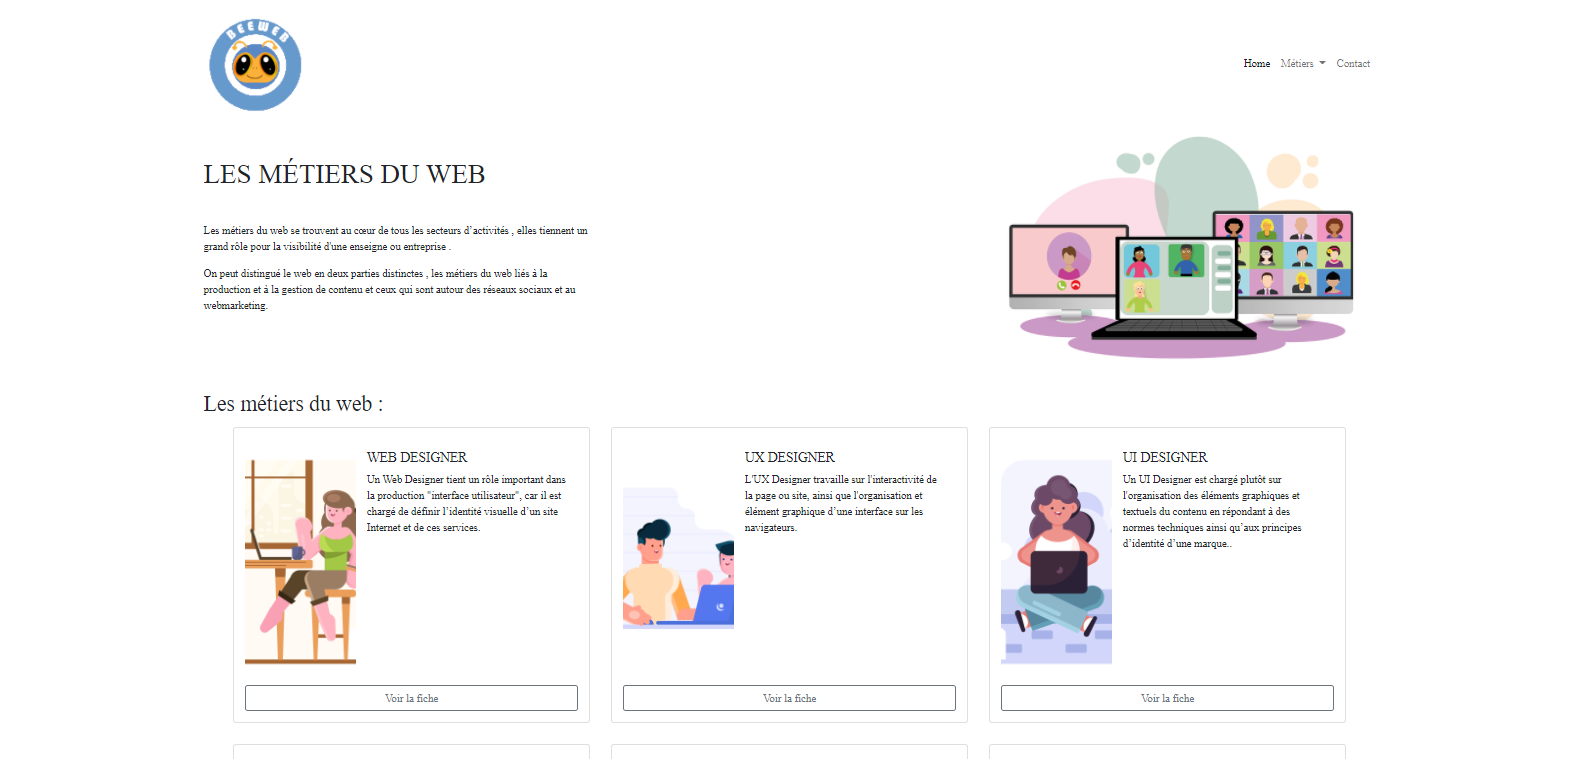 BEEWEB
Home Métiers Contact
LES MÉTIERS DU WEB
Les métiers du web se trouvent au cœur de tous les secteurs d’activités , elles tiennent un
grand rôle pour la visibilité d'une enseigne ou entreprise .
On peut distingué le web en deux parties distinctes , les métiers du web liés à la
production et à la gestion de contenu et ceux qui sont autour des réseaux sociaux et au
webmarketing.
Les métiers du web :
WEB DESIGNER
Un Web Designer tient un rôle important dans
la production "interface utilisateur", car il est
chargé de définir l’identité visuelle d’un site
Internet et de ces services.
Voir la fiche
UX DESIGNER
L'UX Designer travaille sur l'interactivité de
la page ou site, ainsi que l'organisation et
élément graphique d’une interface sur les
navigateurs.
Voir la fiche
UI DESIGNER
Un UI Designer est chargé plutôt sur
l'organisation des éléments graphiques et
textuels du contenu en répondant à des
normes techniques ainsi qu’aux principes
d’identité d’une marque..
Voir la fiche